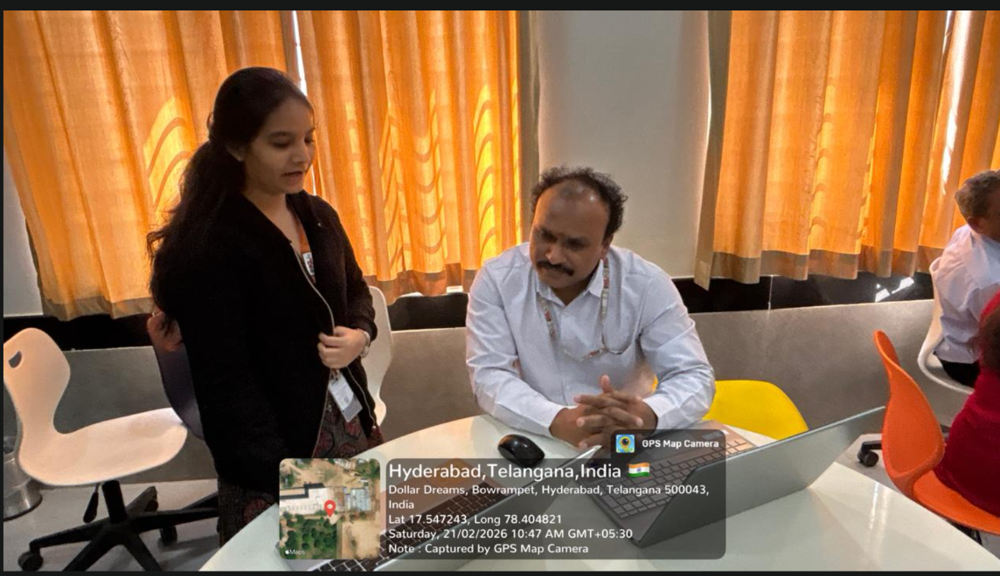 GPS Map Camera
Hyderabad,Telangana,India 🇮🇳
Dollar Dreams, Bowrampet, Hyderabad, Telangana 500043,
India
Lat 17.547243, Long 78.404821
Saturday, 21/02/2026 10:47 AM GMT+05:30
Note : Captured by GPS Map Camera
Maps